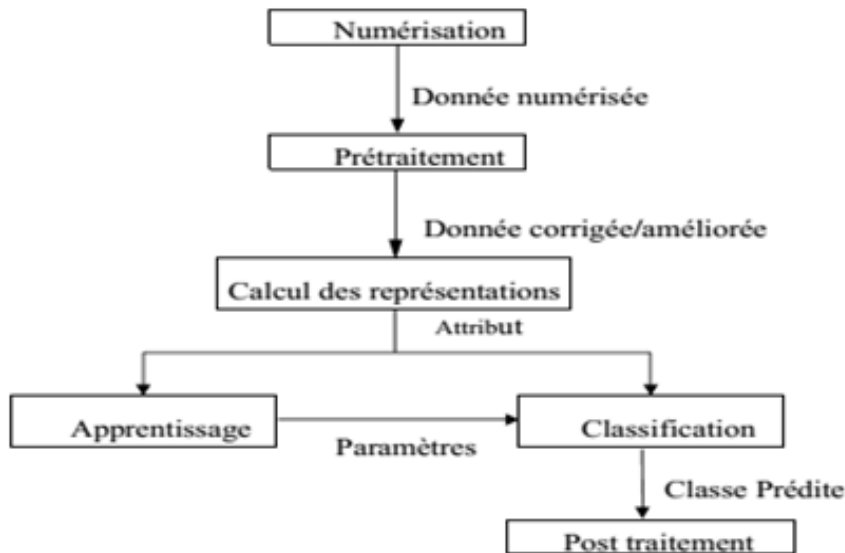 Numérisation
Donnée numérisée
Prétraitement
Donnée corrigée/améliorée
Calcul des représentations
Attribut
Apprentissage
Paramètres
Classification
Classe Prédite
Post traitement